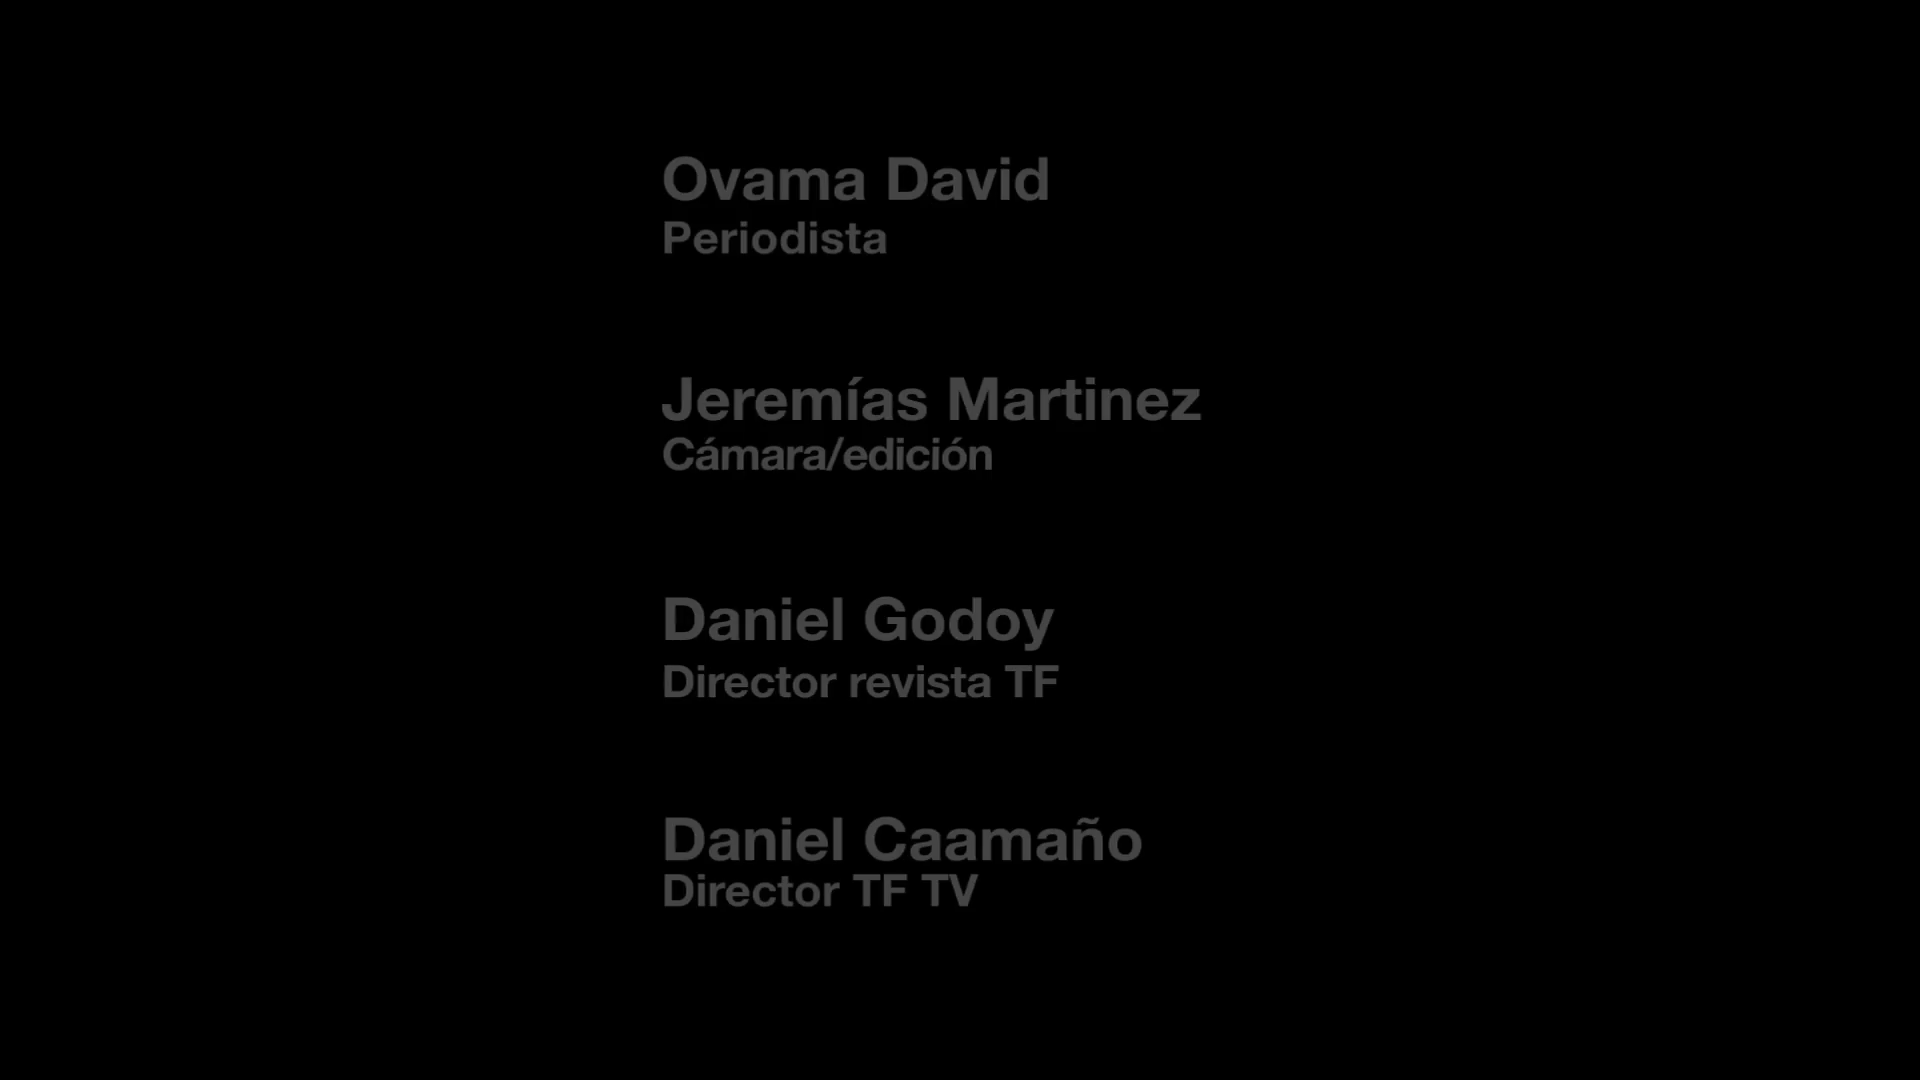 Ovama David
Periodista
Jeremías Martinez
Cámara/edición
Daniel Godoy
Director revista TF
Daniel Caamaño
Director TF TV